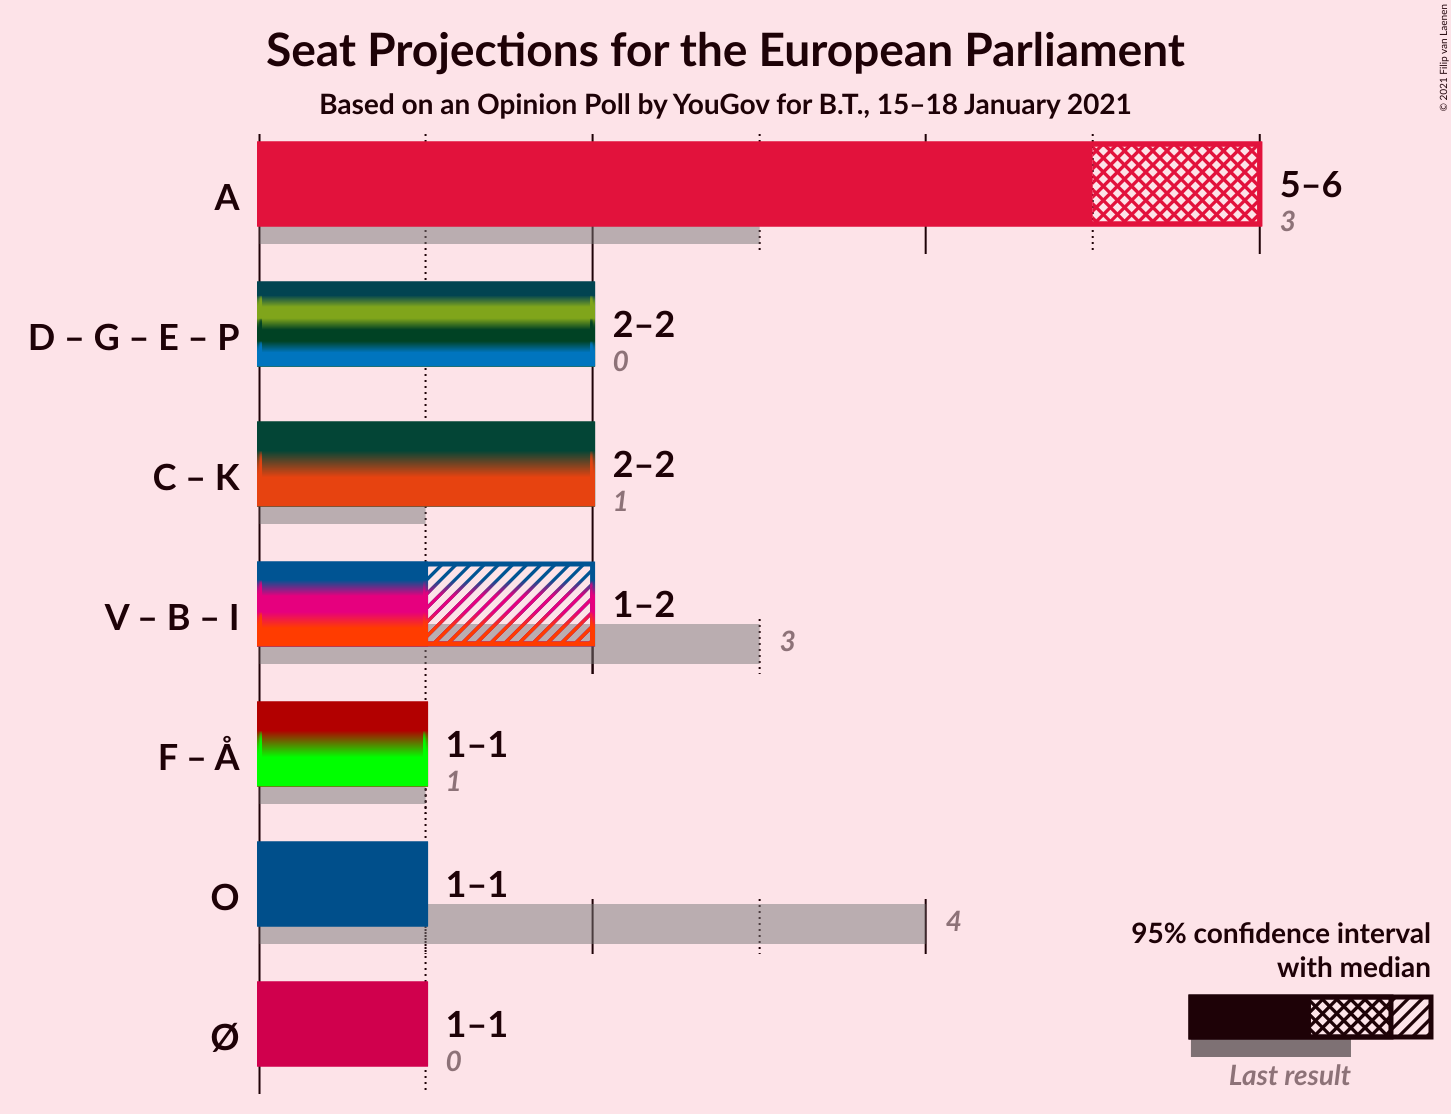 Seat Projections for the European Parliament
Based on an Opinion Poll by YouGov for B.T., 15–18 January 2021
© 2021 Filip van Laenen
A
5–6
3
D – G – E – P
2–2
0
C – K
2–2
1
V – B – I
1–2
3
F – Å
1–1
1
O
1–1
4
Ø
1–1
0
95% confidence interval
with median
Last result